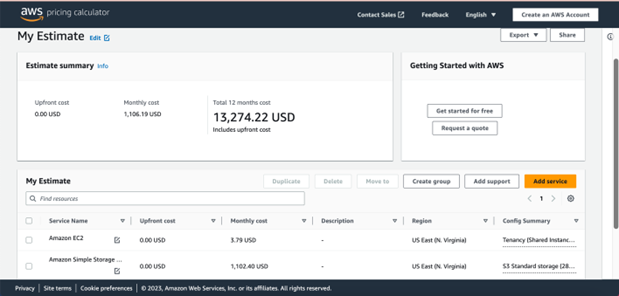 aws pricing calculator
Contact Sales
Feedback
English
Create an AWS Account
My Estimate
Edit
Export
Share
Estimate summary
Info
Getting Started with AWS
Upfront cost
0.00 USD
Monthly cost
1,106.19 USD
Total 12 months cost
13,274.22 USD
Includes upfront cost
Get started for free
Request a quote
My Estimate
Duplicate
Delete
Move to
Create group
Add support
Add service
Find resources
1
Service Name
Upfront cost
Monthly cost
Description
Region
Config Summary
Amazon EC2
0.00 USD
3.79 USD
-
US East (N. Virginia)
Tenancy (Shared Instanc...
Amazon Simple Storage ...
0.00 USD
1,102.40 USD
-
US East (N. Virginia)
S3 Standard storage (28...
Privacy
Site terms
Cookie preferences
© 2023, Amazon Web Services, Inc. or its affiliates. All rights reserved.